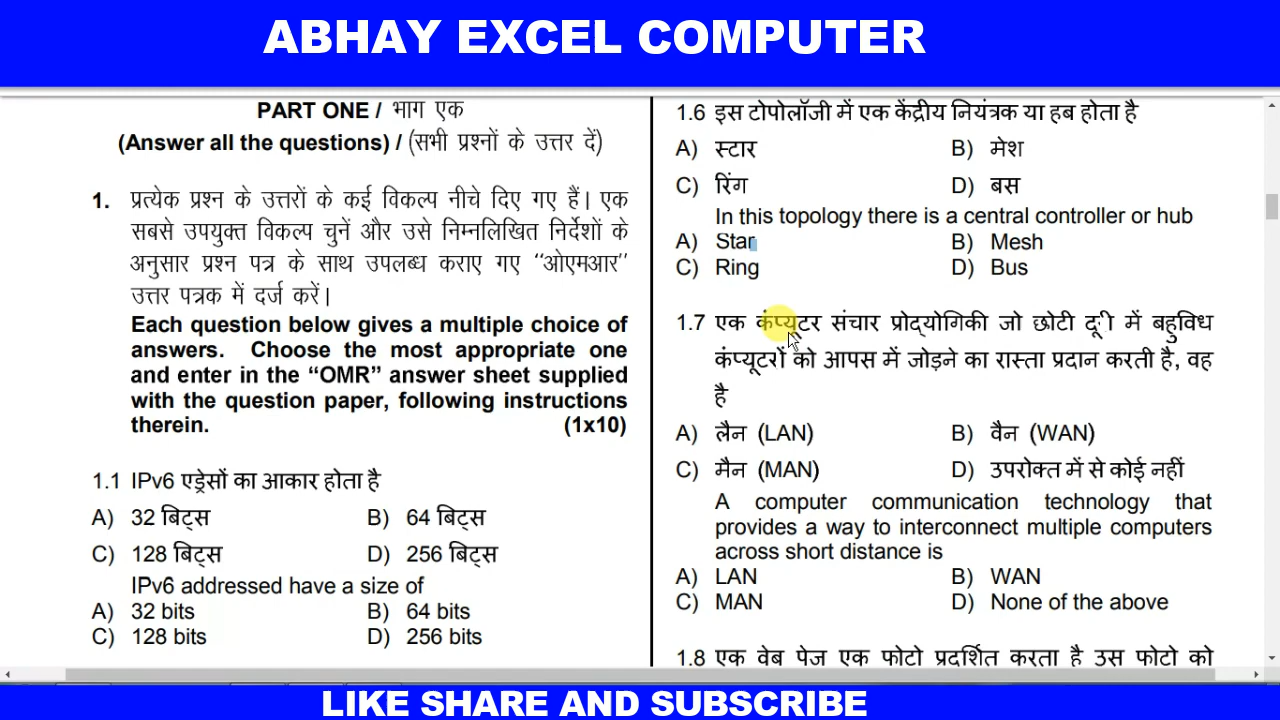 ABHAY EXCEL COMPUTER
PART ONE / भाग एक
(Answer all the questions) / (सभी प्रश्नों के उत्तर दें)
1. प्रत्येक प्रश्न के उत्तरों के कई विकल्प नीचे दिए गए हैं। एक
सबसे उपयुक्त विकल्प चुनें और उसे निम्नलिखित निर्देशों के
अनुसार प्रश्न पत्र के साथ उपलब्ध कराए गए “ओएमआर”
उत्तर पत्रक में दर्ज करें।
Each question below gives a multiple choice of
answers. Choose the most appropriate one
and enter in the “OMR” answer sheet supplied
with the question paper, following instructions
therein. (1x10)
1.1 IPv6 एड्रेसों का आकार होता है
A) 32 बिट्स B) 64 बिट्स
C) 128 बिट्स D) 256 बिट्स
IPv6 addressed have a size of
A) 32 bits B) 64 bits
C) 128 bits D) 256 bits
1.6 इस टोपोलॉजी में एक केंद्रीय नियंत्रक या हब होता है
A) स्टार B) मेश
C) रिंग D) बस
In this topology there is a central controller or hub
A) Star B) Mesh
C) Ring D) Bus
1.7 एक कंप्यूटर संचार प्रोद्योगिकी जो छोटी में बहुविध
कंप्यूटरों को आपस में जोड़ने का रास्ता प्रदान करती है, वह
है
A) लैन (LAN) B) वैन (WAN)
C) मैन (MAN) D) उपरोक्त में से कोई नहीं
A computer communication technology that
provides a way to interconnect multiple computers
across short distance is
A) LAN B) WAN
C) MAN D) None of the above
1.8 एक वेब पेज एक फोटो प्रदर्शित करता है उस फोटो को
LIKE SHARE AND SUBSCRIBE